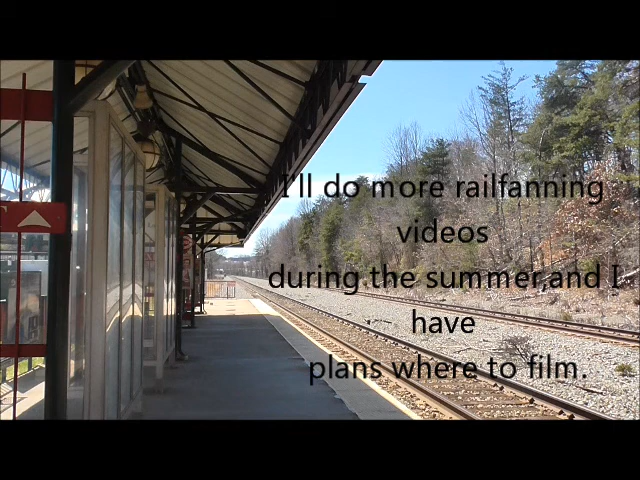 I'll do more railfanning
videos
during the summer,and I
have
plans where to film.